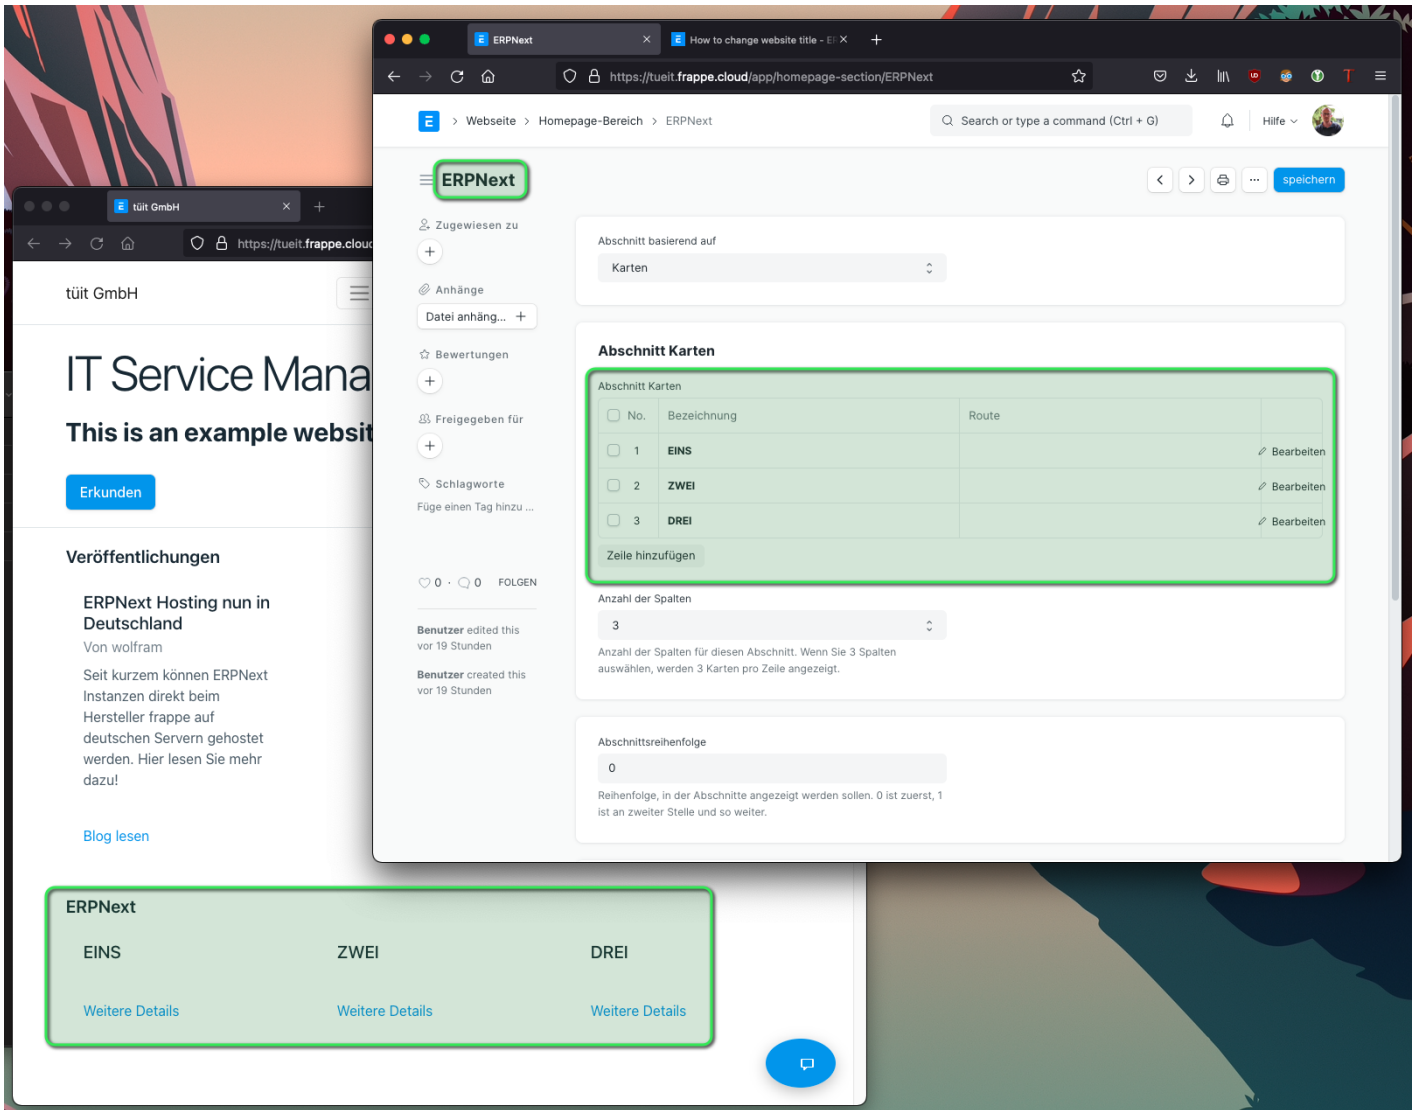 ERPNext
How to change website title - E
https://tueit.frappe.cloud/app/homepage-section/ERPNext
Webseite > Homepage-Bereich > ERPNext
Search or type a command (Ctrl + G)
Hilfe
ERPNext
speichern
Zugewiesen zu
Anhänge
Datei anhäng... +
Bewertungen
Freigegeben für
Schlagworte
Füge einen Tag hinzu ...
0 · 0 FOLGEN
Benutzer edited this
vor 19 Stunden
Benutzer created this
vor 19 Stunden
Abschnitt basierend auf
Karten
Abschnitt Karten
Abschnitt Karten
No. Bezeichnung Route
1 EINS Bearbeiten
2 ZWEI Bearbeiten
3 DREI Bearbeiten
Zeile hinzufügen
Anzahl der Spalten
3
Anzahl der Spalten für diesen Abschnitt. Wenn Sie 3 Spalten
auswählen, werden 3 Karten pro Zeile angezeigt.
Abschnittsreihenfolge
0
Reihenfolge, in der Abschnitte angezeigt werden sollen. 0 ist zuerst, 1
ist an zweiter Stelle und so weiter.
tüit GmbH
https://tueit.frappe.clou
tüit GmbH
IT Service Mana
This is an example websit
Erkunden
Veröffentlichungen
ERPNext Hosting nun in
Deutschland
Von wolfram
Seit kurzem können ERPNext
Instanzen direkt beim
Hersteller frappe auf
deutschen Servern gehostet
werden. Hier lesen Sie mehr
dazu!
Blog lesen
ERPNext
EINS ZWEI DREI
Weitere Details Weitere Details Weitere Details